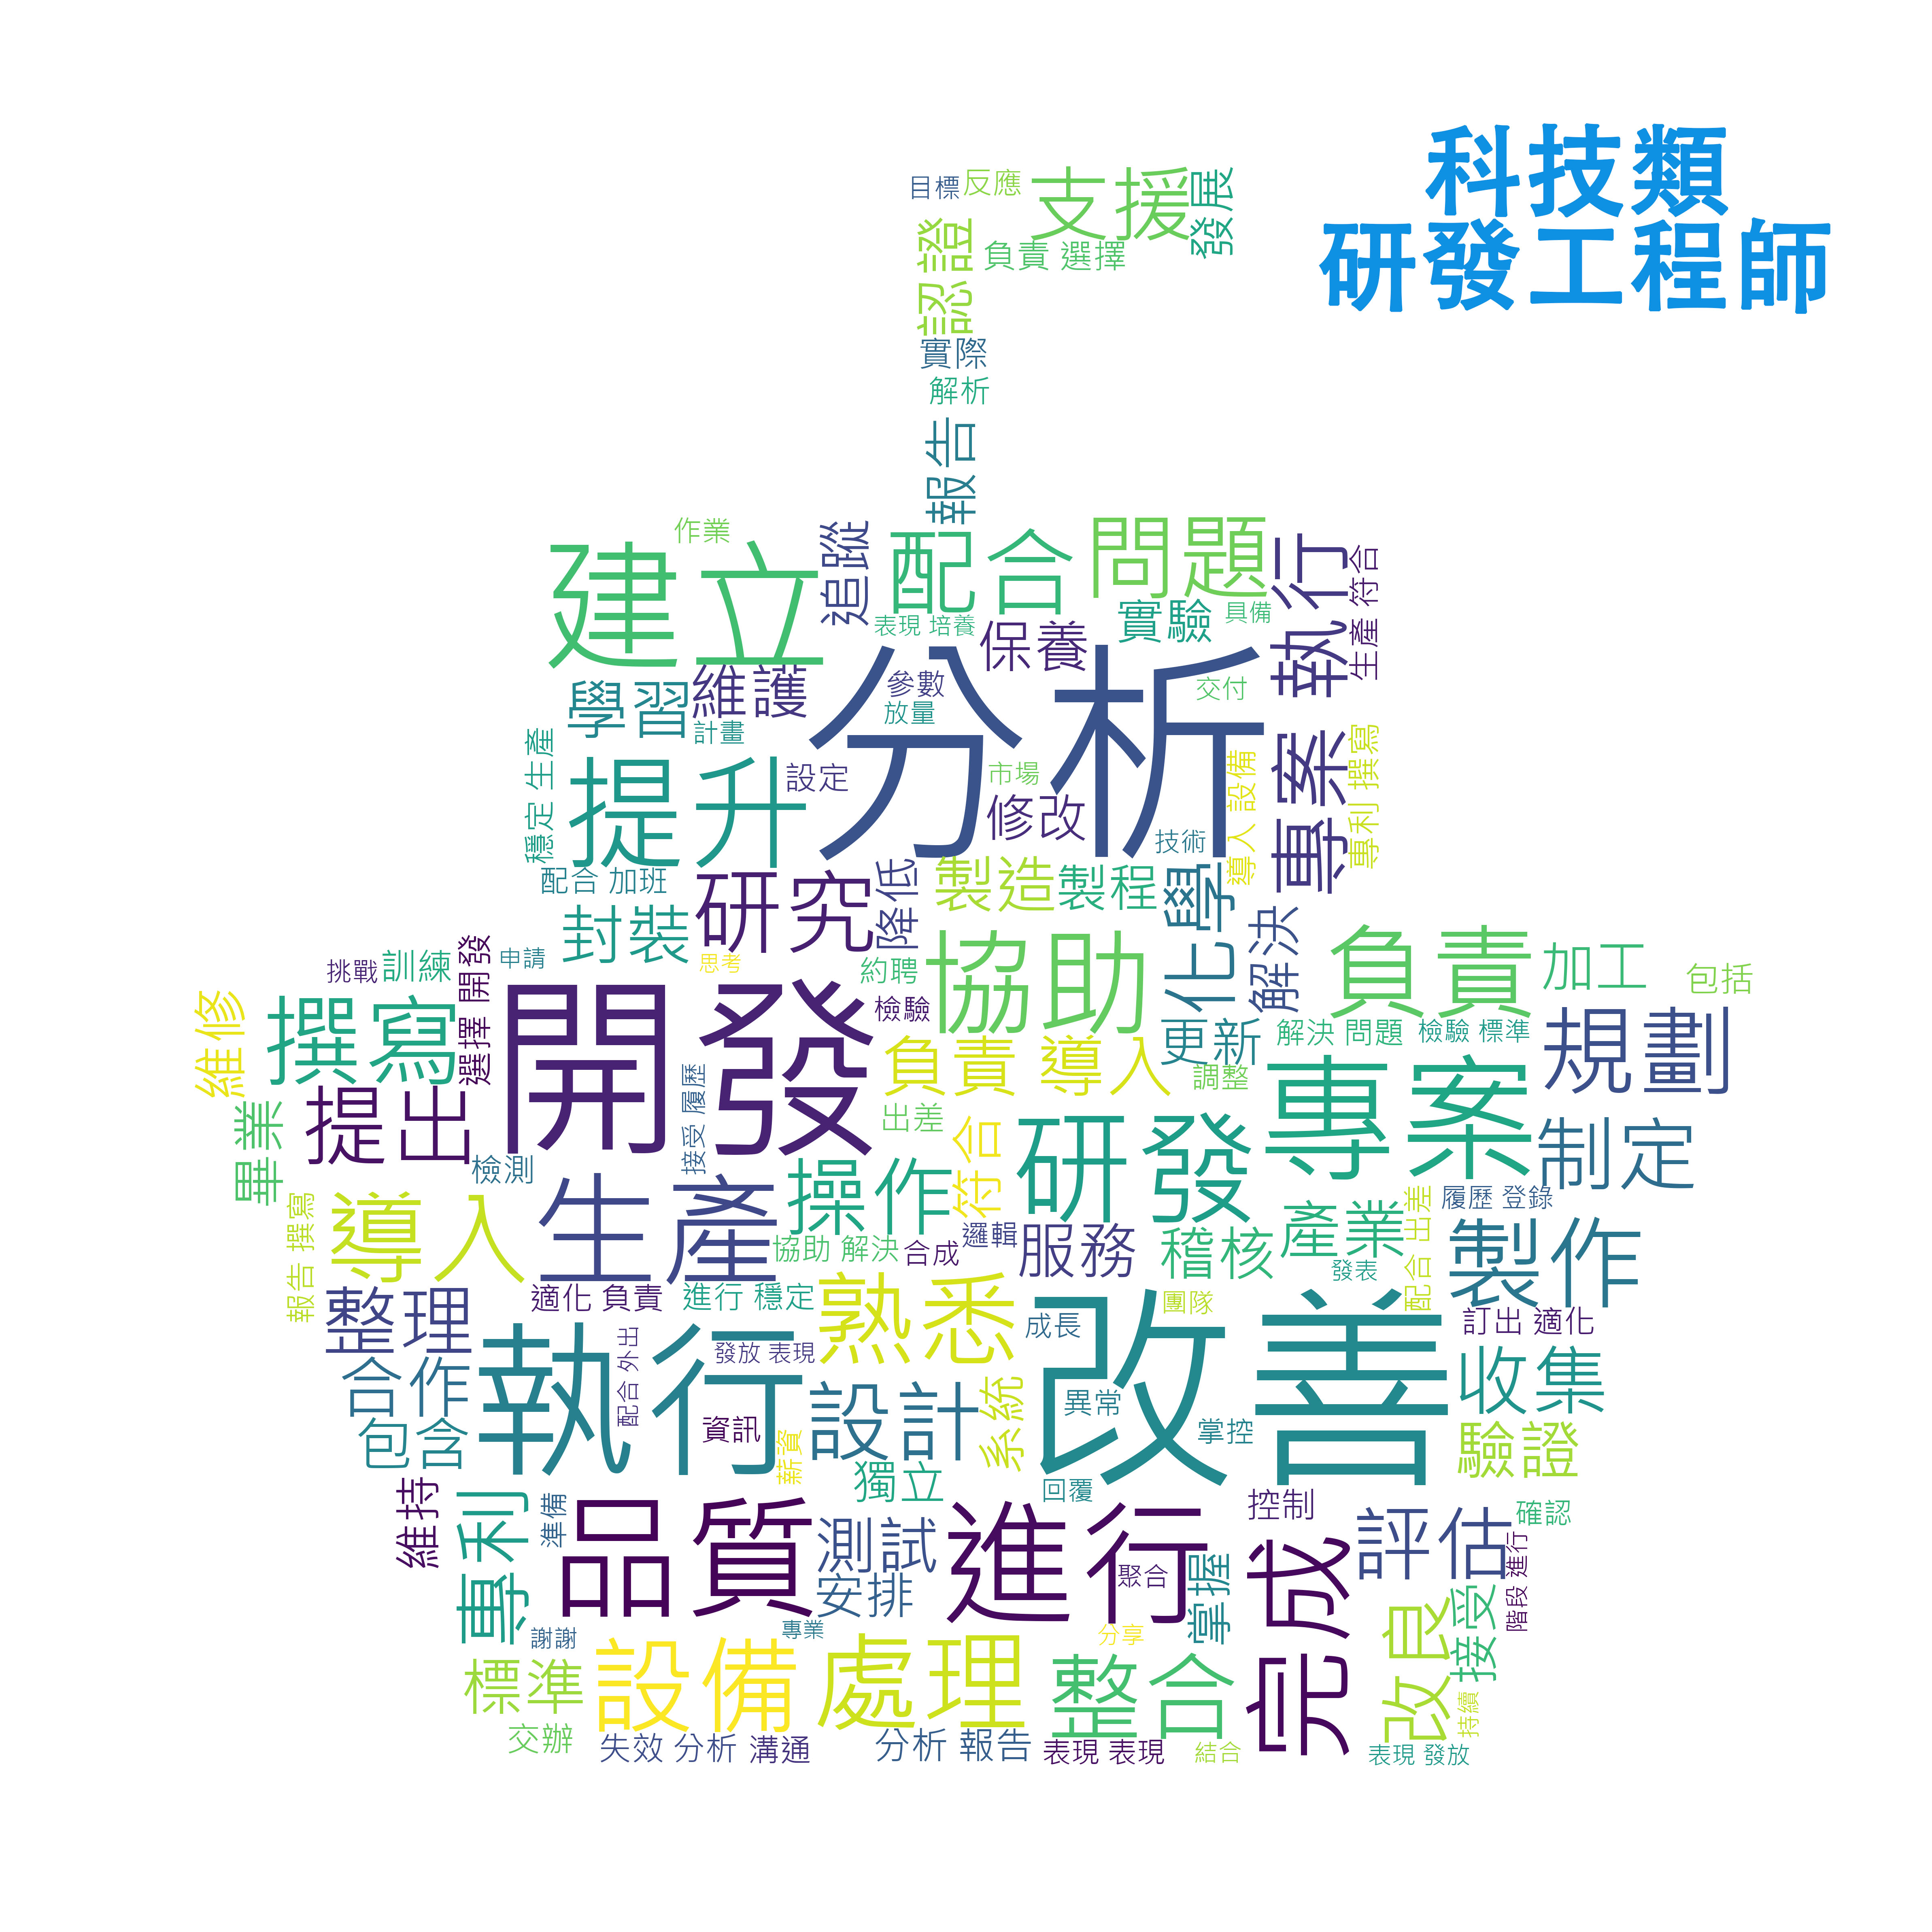 科技類
研發工程師
目標
反應
支援
發展
認證
負責 選擇
實際
解析
報告
建立
作業
追蹤
配合
問題
執行
生產 符合
表現 培養
保養
實驗
具備
學習
維護
計畫
參數
放量
分析
交付
穩定 生產
提升
設定
市場
修改
技術
導入 設備
專案
專利 撰寫
配合 加班
研究
降低
製造
製程
化學
解決
封裝
申請
思考
約聘
檢驗
協助
負責
加工
包括
挑戰
訓練
選擇 開發
維修
撰寫
開發
更新
解決 問題
檢驗 標準
規劃
畢業
提出
檢測
接受 履歷
負責 導入
調整
出差
符合
研發
專案
制定
報告 撰寫
導入
生產
操作
邏輯
服務
稽核
產業
發表
配合 出差
履歷 登錄
製作
協助 解決
合成
整理
適化 負責
進行 穩定
熟悉
成長
團隊
改善
訂出 適化
合作
包含
執行
配合 外出
發放 表現
資訊
薪資
設計
系統
異常
掌控
收集
驗證
獨立
回覆
維持
專利
準備
品質
測試
安排
進行
聚合
掌握
控制
完成
評估
確認
階段 進行
謝謝
專業
分享
改良
接受
持續
標準
設備
處理
整合
交辦
失效 分析
溝通
分析 報告
表現 表現
結合
表現 發放